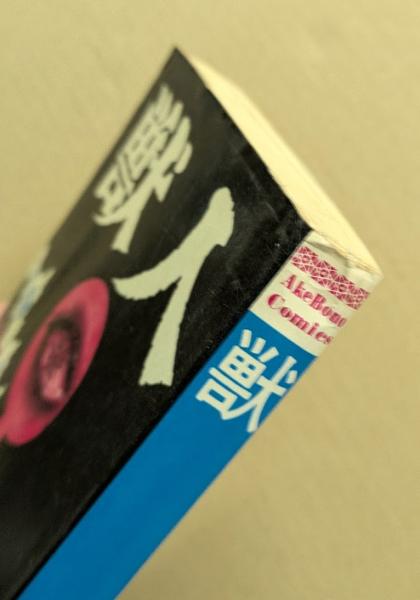 獣人
AkeBono
Comics
獣